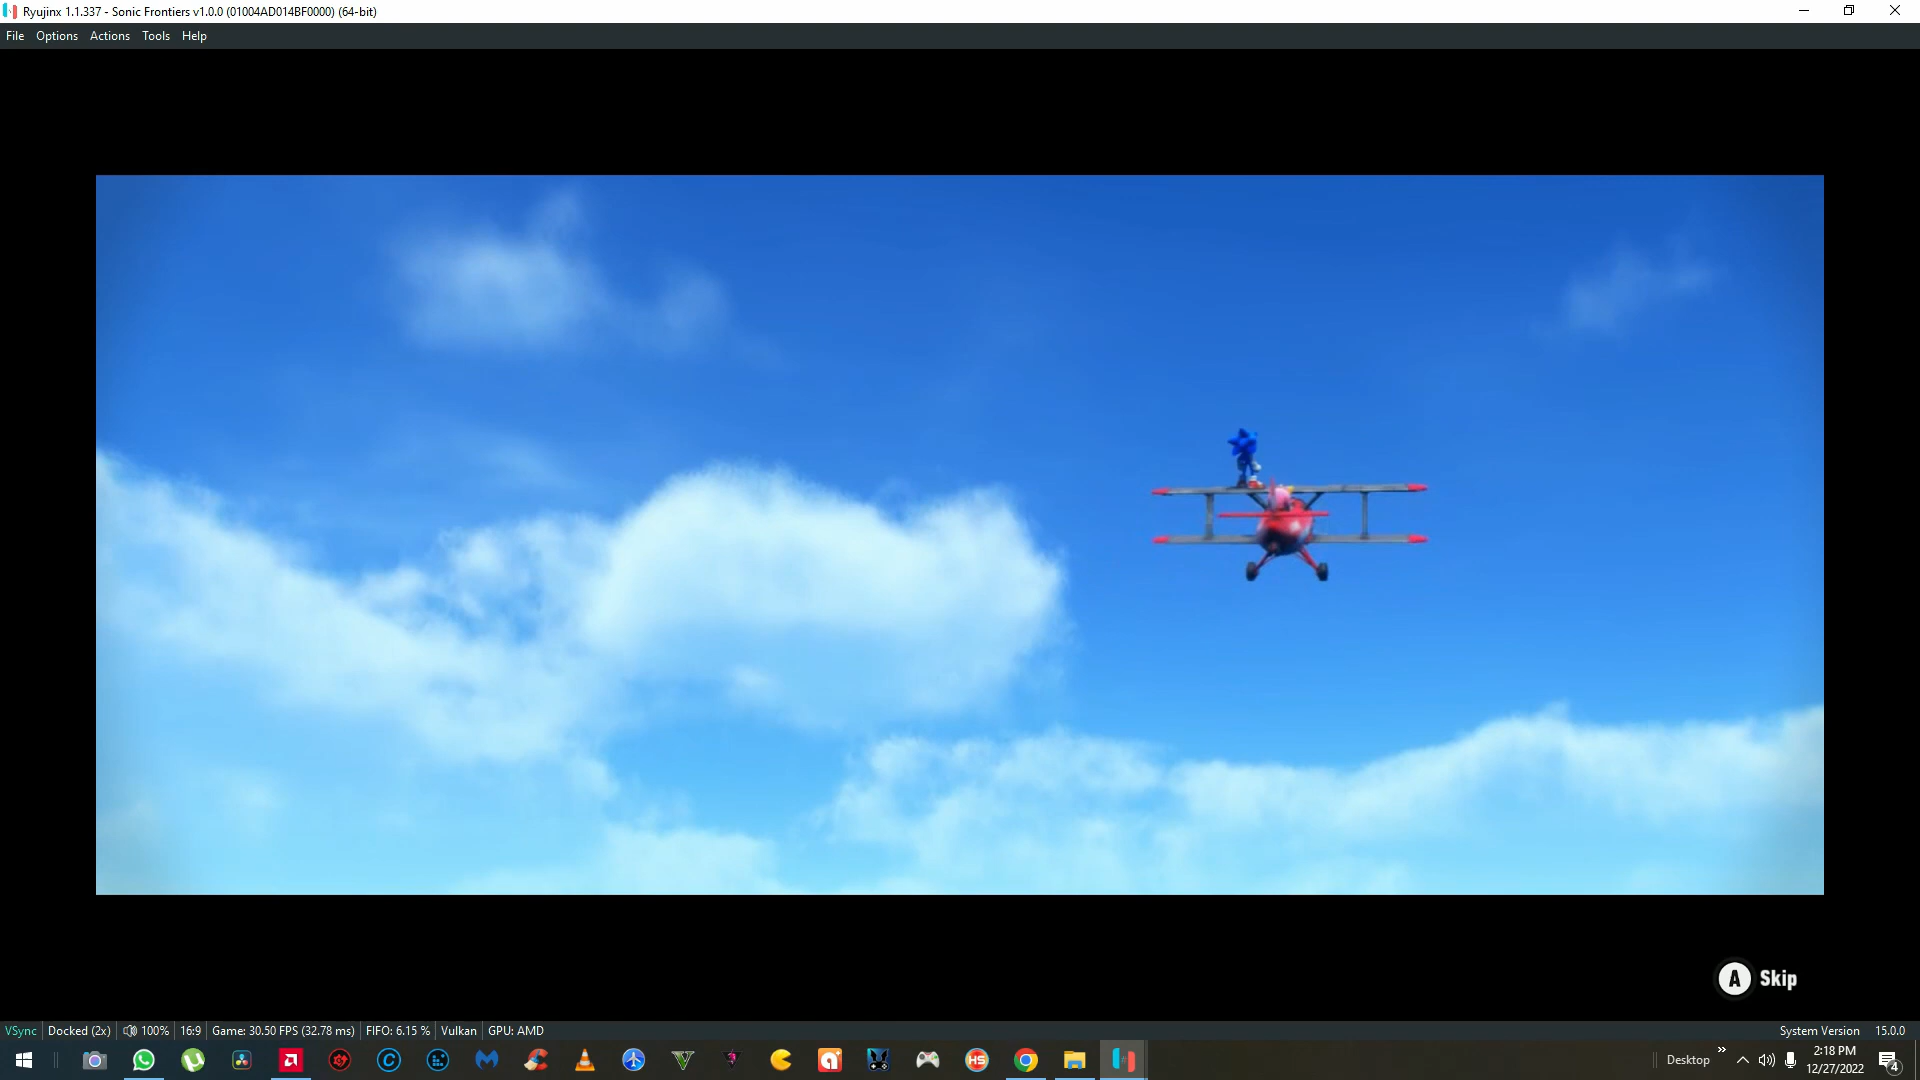 Ryujinx 1.1.337 - Sonic Frontiers v1.0.0 (01004AD014BF0000) (64-bit)
File Options Actions Tools Help
A Skip
VSync Docked (2x) 100% 16:9 Game: 30.50 FPS (32.78 ms) FIFO: 6.15 % Vulkan GPU: AMD System Version 15.0.0
Desktop » 2:18 PM
12/27/2022 4